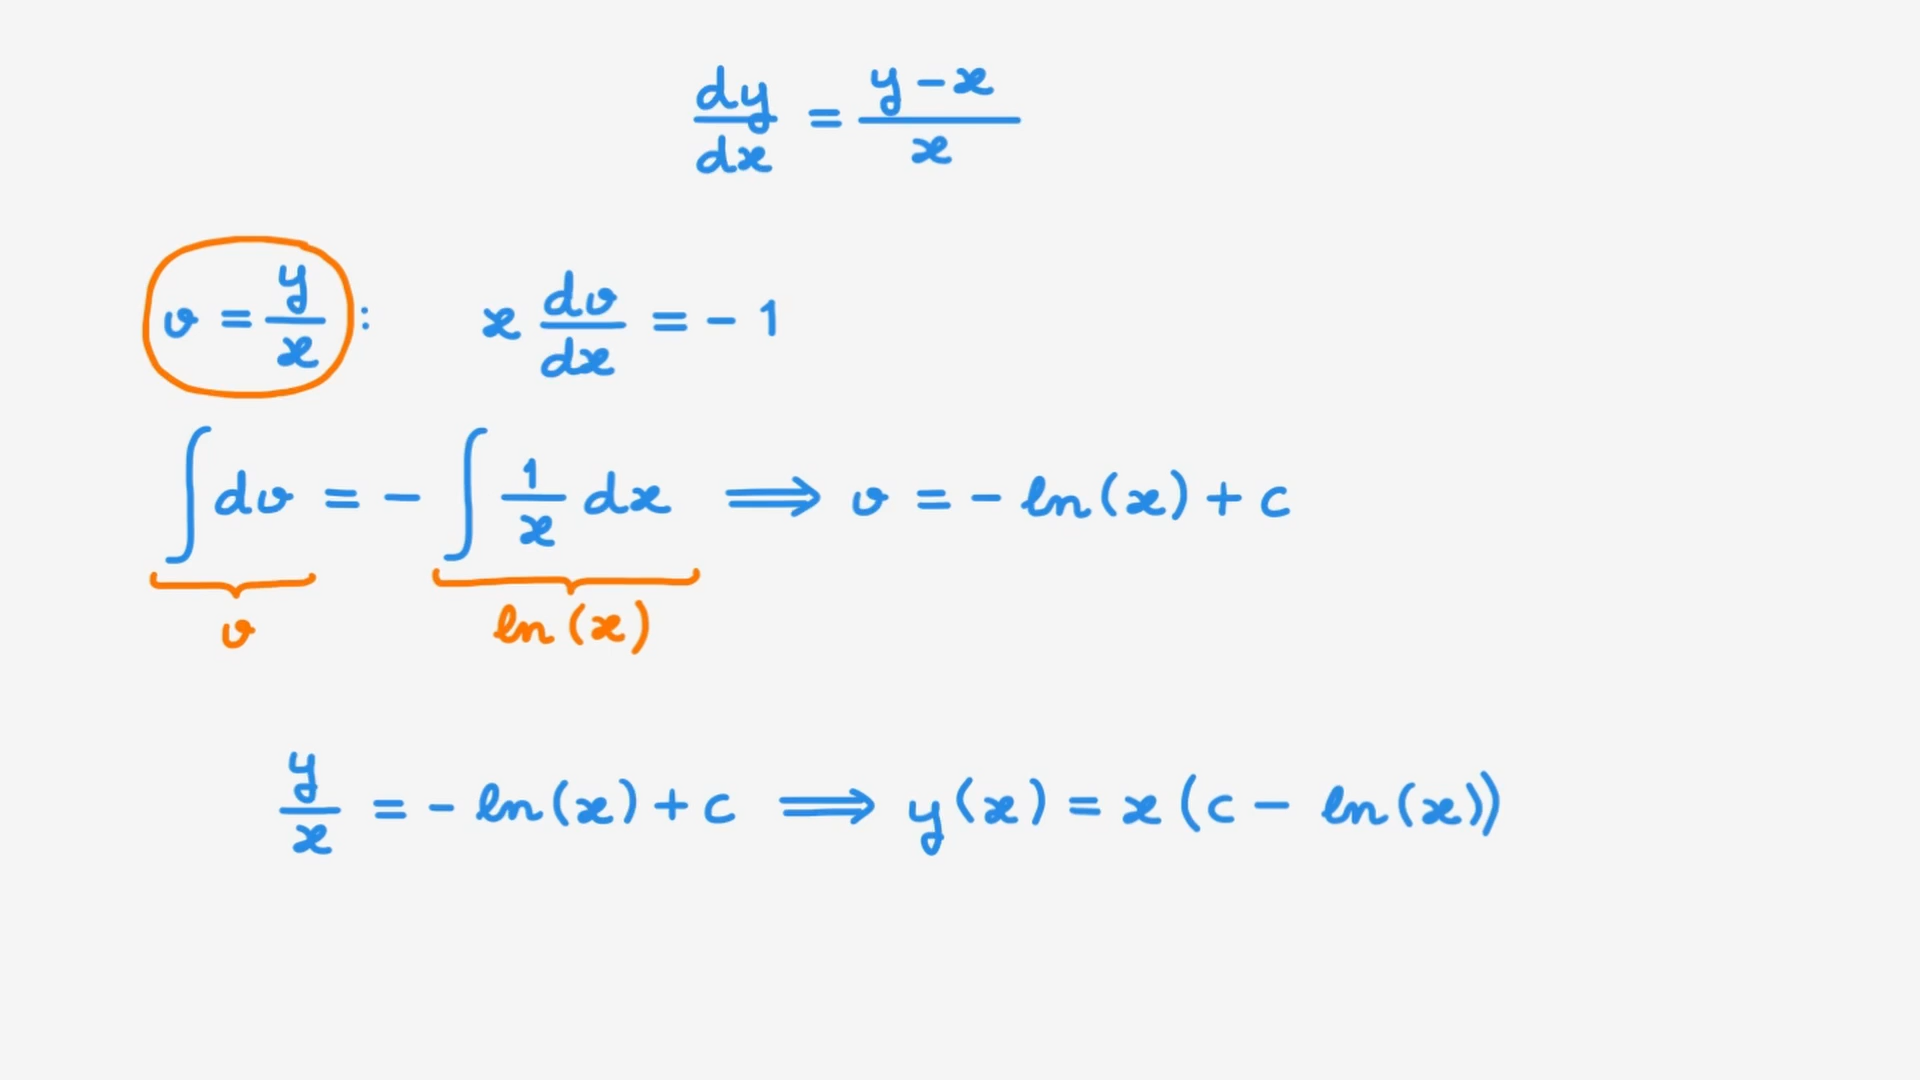 dy/dx = (y - x)/x
v = y/x : x dv/dx = - 1
∫ dv = - ∫ 1/x dx ⟹ v = - ln(x) + c
v ln(x)
y/x = - ln(x) + c ⟹ y(x) = x(c - ln(x))